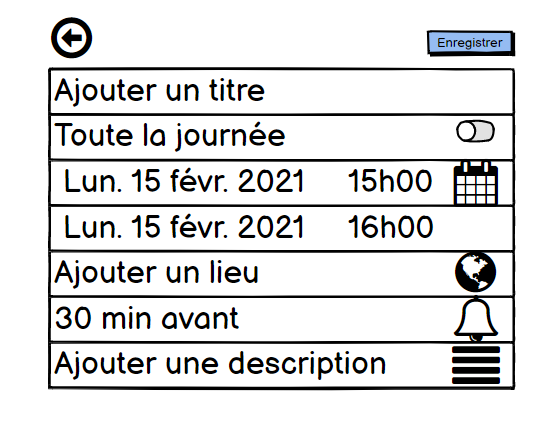 Enregistrer
Ajouter un titre
Toute la journée
Lun. 15 févr. 2021 15h00
Lun. 15 févr. 2021 16h00
Ajouter un lieu
30 min avant
Ajouter une description